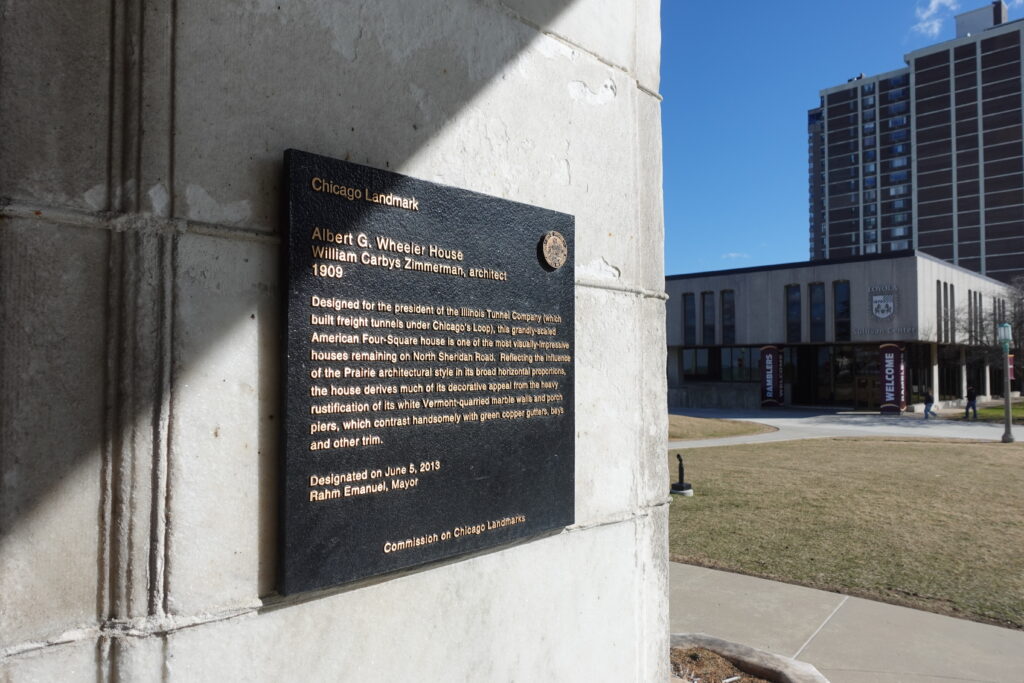 Chicago Landmark
Albert G. Wheeler House
William Carbys Zimmerman, architect
1909
Designed for the president of the Illinois Tunnel Company (which
built freight tunnels under Chicago's Loop), this grandly-scaled
American Four-Square house is one of the most visually-impressive
houses remaining on North Sheridan Road. Reflecting the influence
of the Prairie architectural style in its broad horizontal proportions,
the house derives much of its decorative appeal from the heavy
rustification of its white Vermont-quarried marble walls and porch
piers, which contrast handsomely with green copper gutters, bays
and other trim.
Designated on June 5, 2013
Rahm Emanuel, Mayor
Commission on Chicago Landmarks
LOYOLA
Center
RAMBLERS
WELCOME